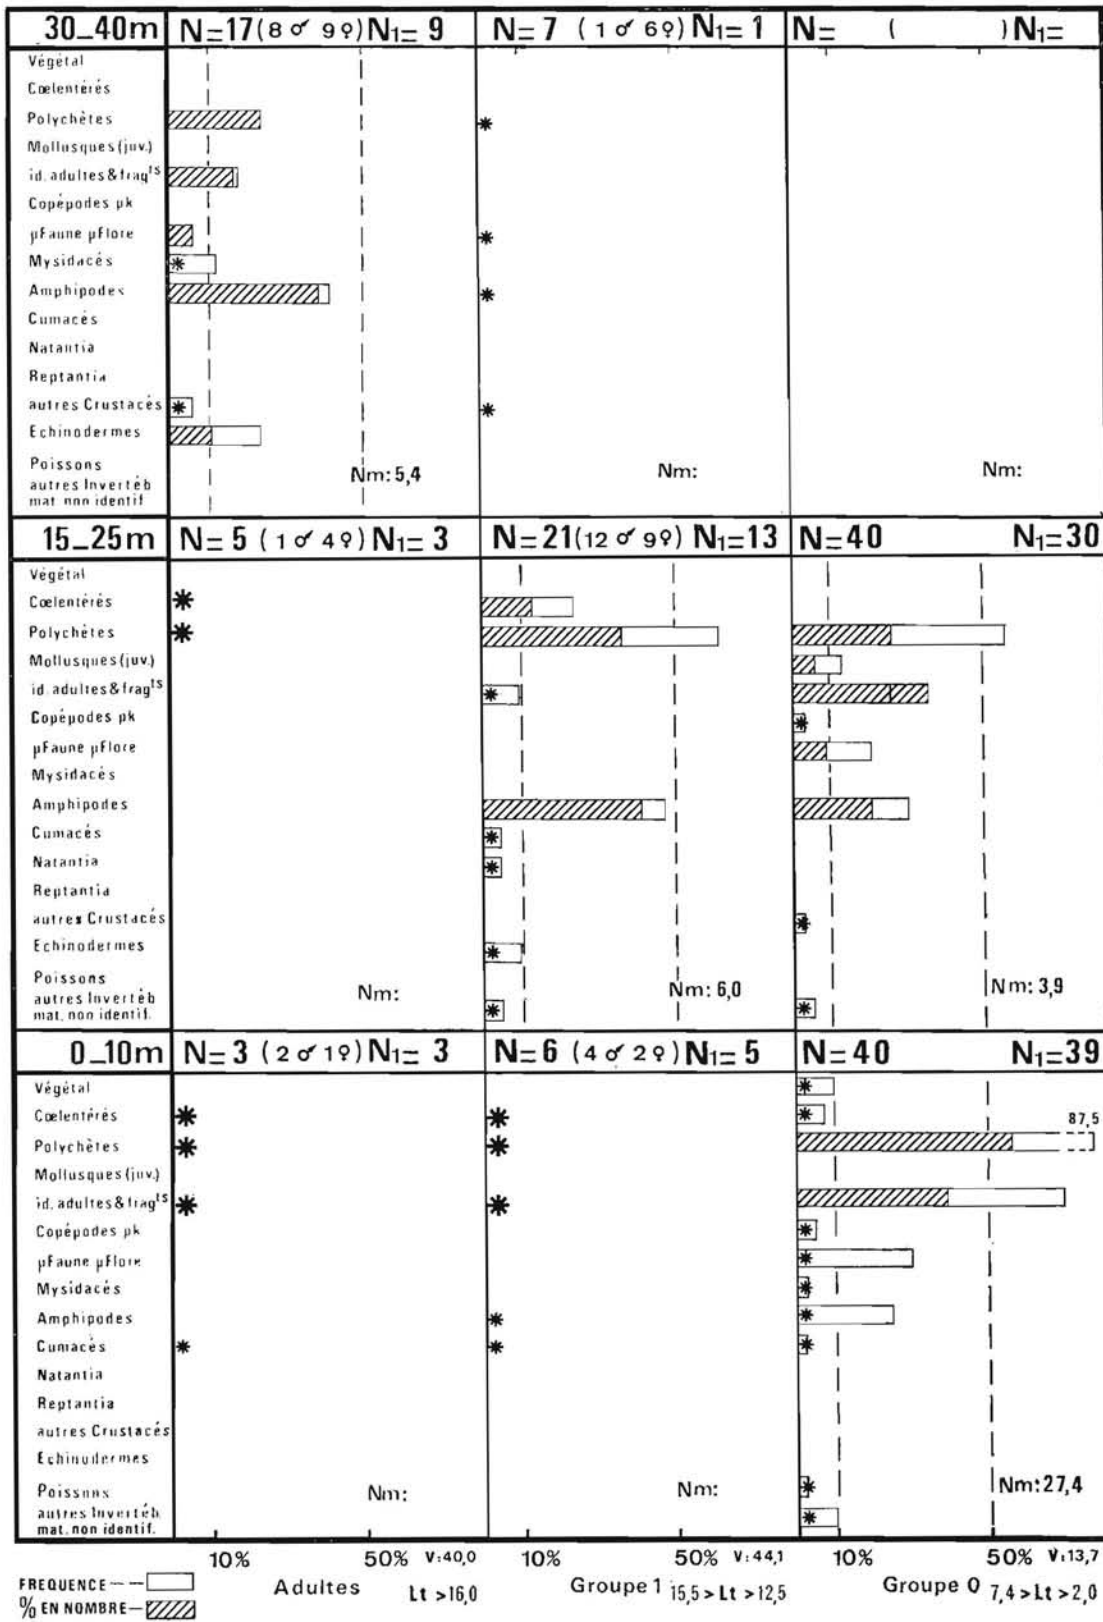 30_40m N=17 (8 ♂ 9♀) N₁= 9 N= 7 (1 ♂ 6♀) N₁= 1 N= ( ) N₁=
Végétal
Cœlentérés
Polychètes *
Mollusques (juv.)
id. adultes & fragᵗˢ
Copépodes pk
µFaune µFlore *
Mysidacés *
Amphipodes *
Cumacés
Natantia
Reptantia
autres Crustacés * *
Echinodermes
Poissons Nm: 5,4 Nm: Nm:
autres Invertéb
mat. non identif
15_25m N= 5 (1 ♂ 4♀) N₁= 3 N=21 (12 ♂ 9♀) N₁=13 N=40 N₁=30
Végétal
Cœlentérés *
Polychètes *
Mollusques (juv.)
id. adultes & fragᵗˢ *
Copépodes pk *
µFaune µFlore
Mysidacés
Amphipodes
Cumacés *
Natantia *
Reptantia
autres Crustacés *
Echinodermes *
Poissons Nm: Nm: 6,0 Nm: 3,9
autres Invertéb
mat. non identif. * *
0_10m N= 3 (2 ♂ 1♀) N₁= 3 N= 6 (4 ♂ 2♀) N₁= 5 N=40 N₁=39
Végétal *
Cœlentérés * * * 87,5
Polychètes * *
Mollusques (juv.)
id. adultes & fragᵗˢ * *
Copépodes pk *
µFaune µFlore *
Mysidacés *
Amphipodes * *
Cumacés * * *
Natantia
Reptantia
autres Crustacés
Echinodermes
Poissons Nm: Nm: * Nm: 27,4
autres Invertéb.
mat. non identif. *
10% 50% V:40,0 10% 50% V:44,1 10% 50% V:13,7
FREQUENCE Adultes Lt >16,0 Groupe 1 15,5 > Lt > 12,5 Groupe 0 7,4 > Lt > 2,0
% EN NOMBRE